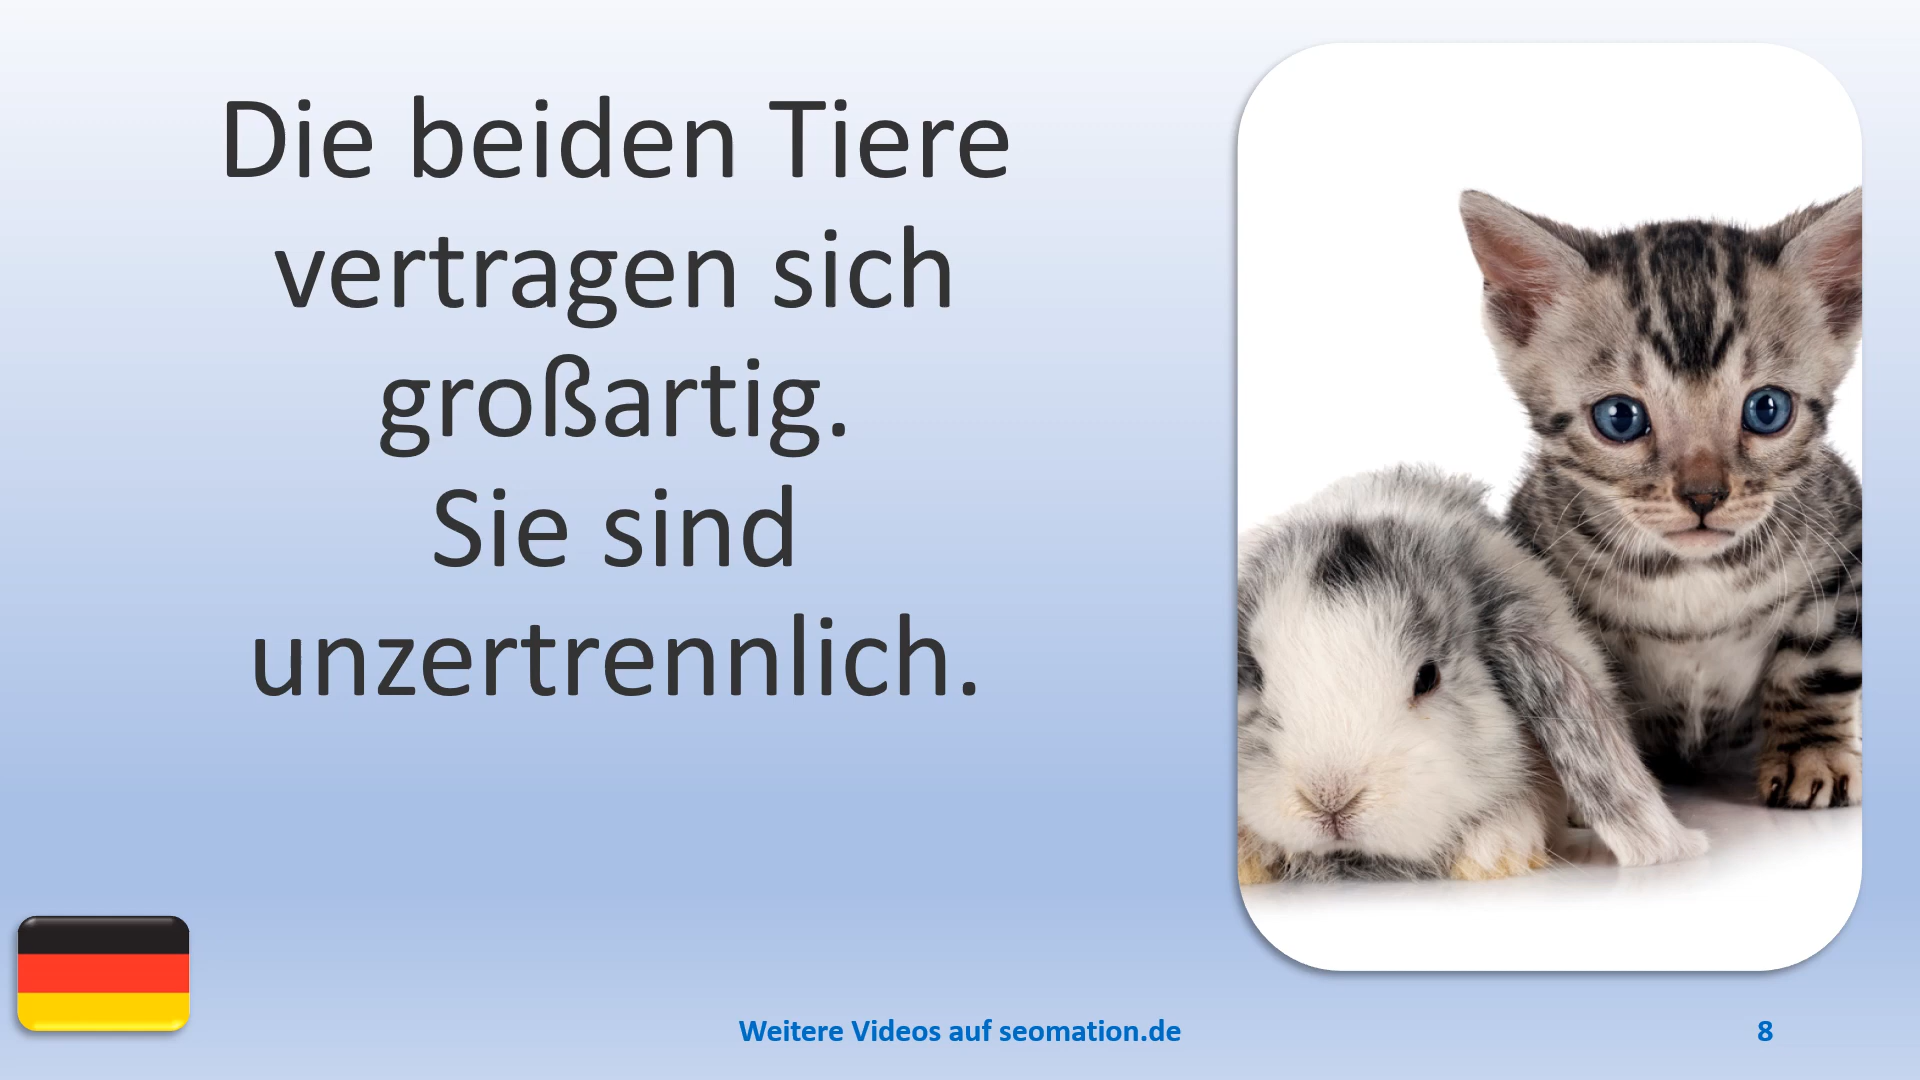 Die beiden Tiere
vertragen sich
großartig.
Sie sind
unzertrennlich.
Weitere Videos auf seomation.de
8